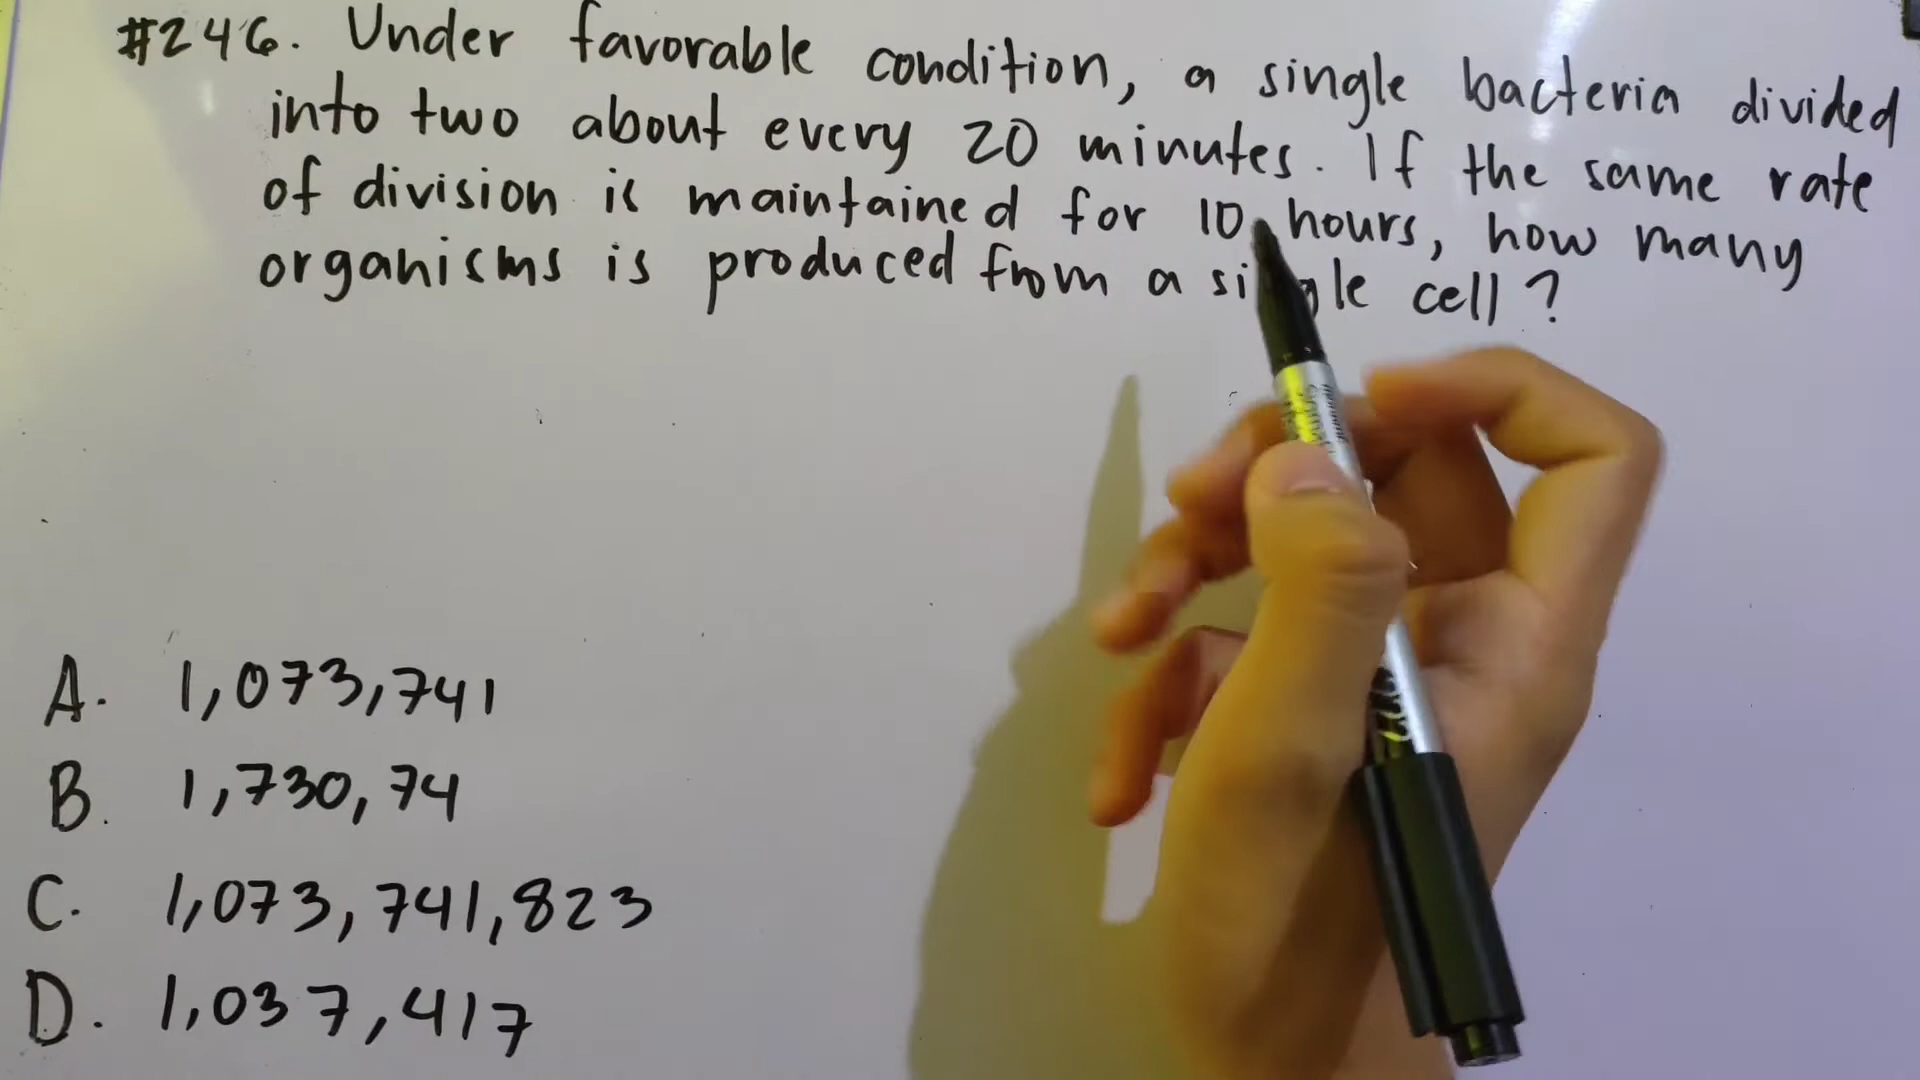 #246. Under favorable condition, a single bacteria divided
into two about every 20 minutes. If the same rate
of division is maintained for 10 hours, how many
organisms is produced from a single cell?
A. 1,073,741
B. 1,730,74
C. 1,073,741,823
D. 1,037,417